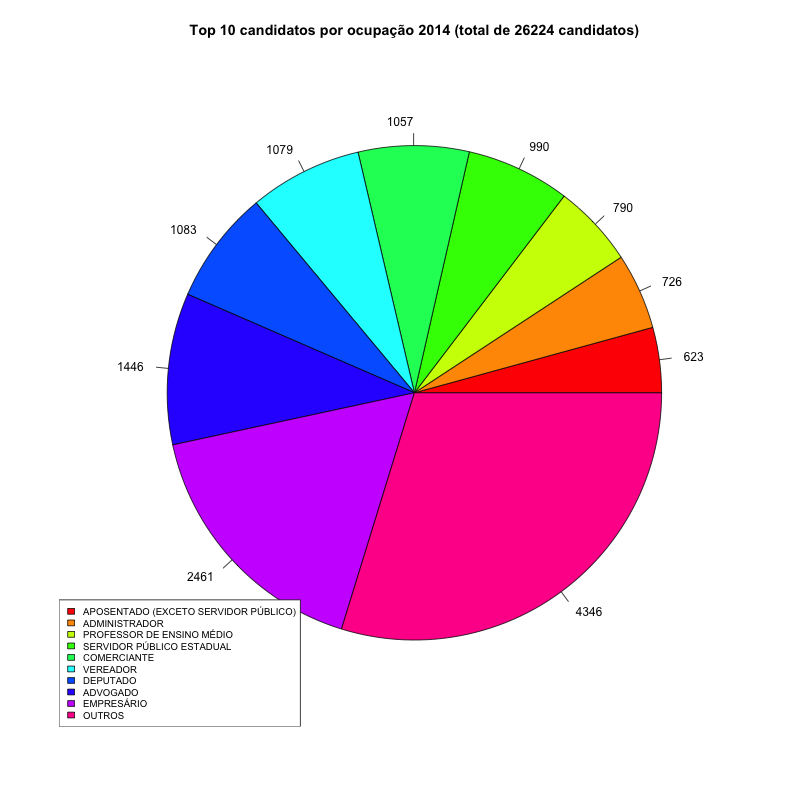 Top 10 candidatos por ocupação 2014 (total de 26224 candidatos)
1057
990
1079
790
1083
726
623
1446
2461
4346
APOSENTADO (EXCETO SERVIDOR PÚBLICO)
ADMINISTRADOR
PROFESSOR DE ENSINO MÉDIO
SERVIDOR PÚBLICO ESTADUAL
COMERCIANTE
VEREADOR
DEPUTADO
ADVOGADO
EMPRESÁRIO
OUTROS